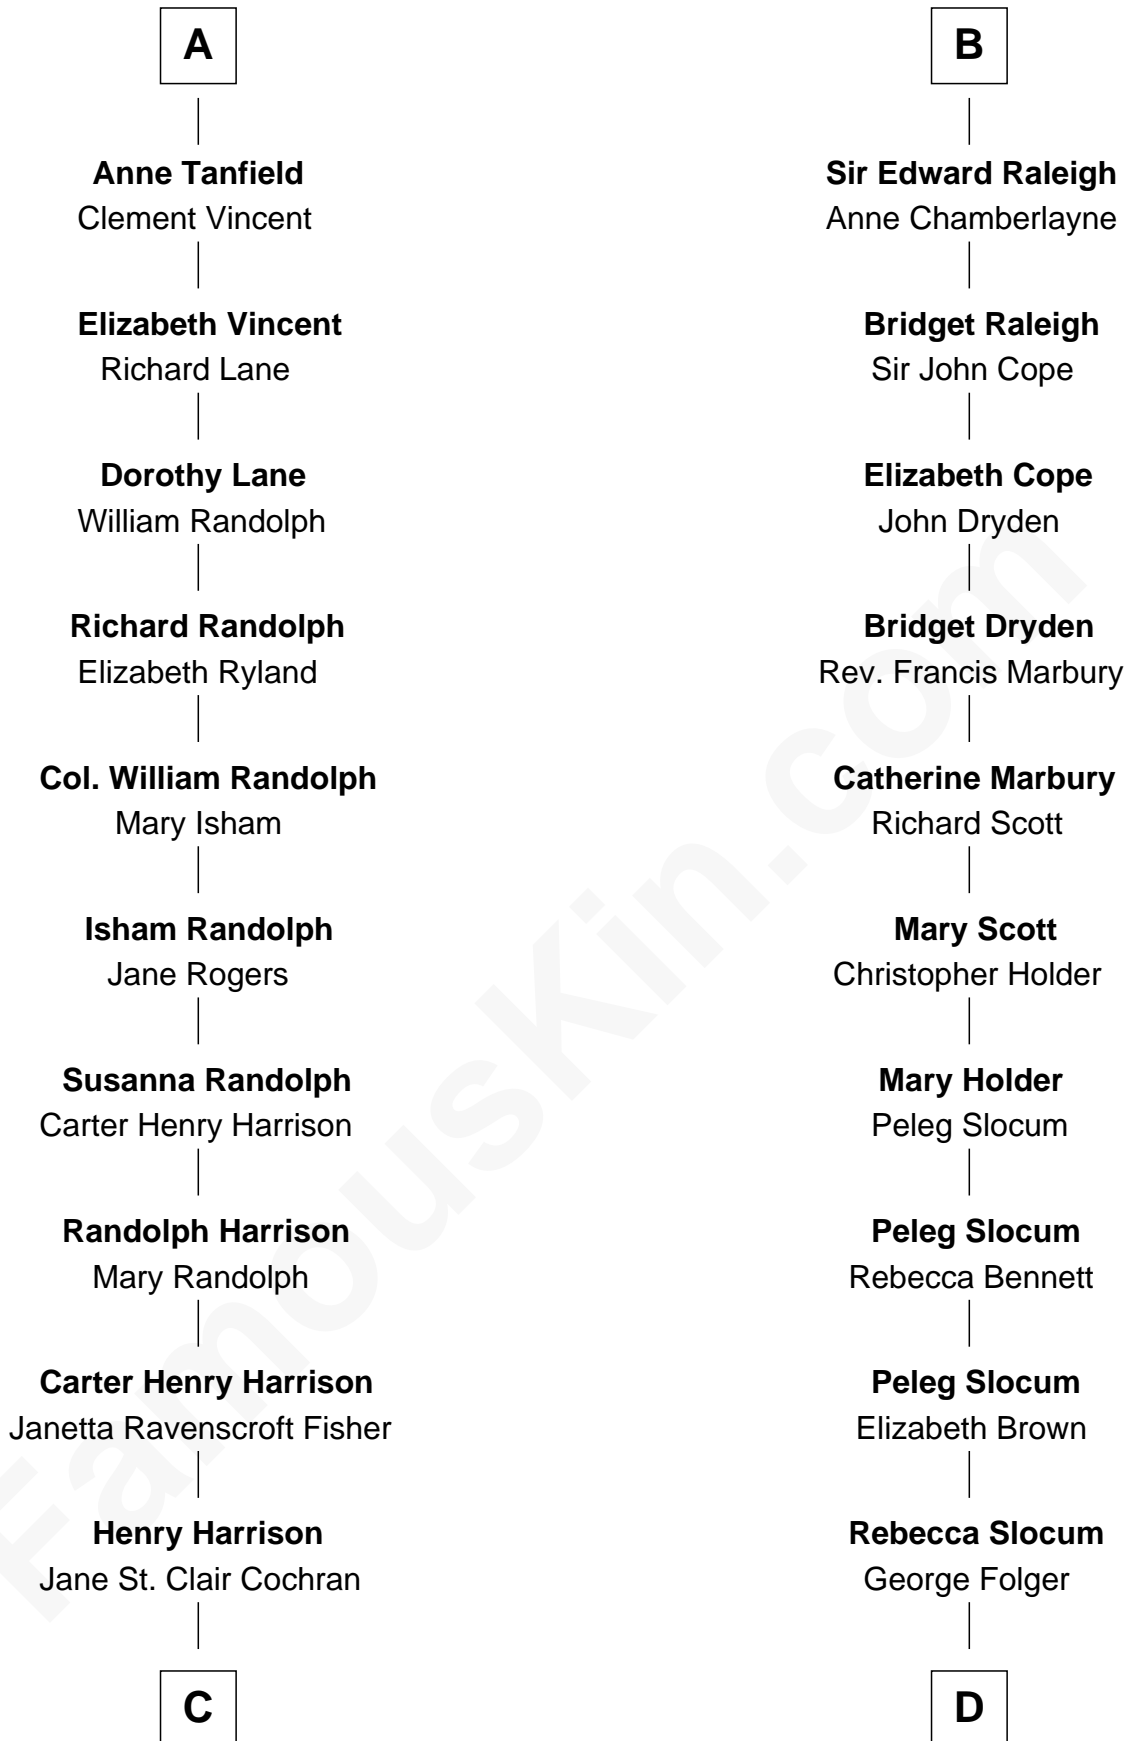 A
Anne Tanfield
Clement Vincent
Elizabeth Vincent
Richard Lane
Dorothy Lane
William Randolph
Richard Randolph
Elizabeth Ryland
Col. William Randolph
Mary Isham
Isham Randolph
Jane Rogers
Susanna Randolph
Carter Henry Harrison
Randolph Harrison
Mary Randolph
Carter Henry Harrison
Janetta Ravenscroft Fisher
Henry Harrison
Jane St. Clair Cochran
C
B
Sir Edward Raleigh
Anne Chamberlayne
Bridget Raleigh
Sir John Cope
Elizabeth Cope
John Dryden
Bridget Dryden
Rev. Francis Marbury
Catherine Marbury
Richard Scott
Mary Scott
Christopher Holder
Mary Holder
Peleg Slocum
Peleg Slocum
Rebecca Bennett
Peleg Slocum
Elizabeth Brown
Rebecca Slocum
George Folger
D
FamousKin.com